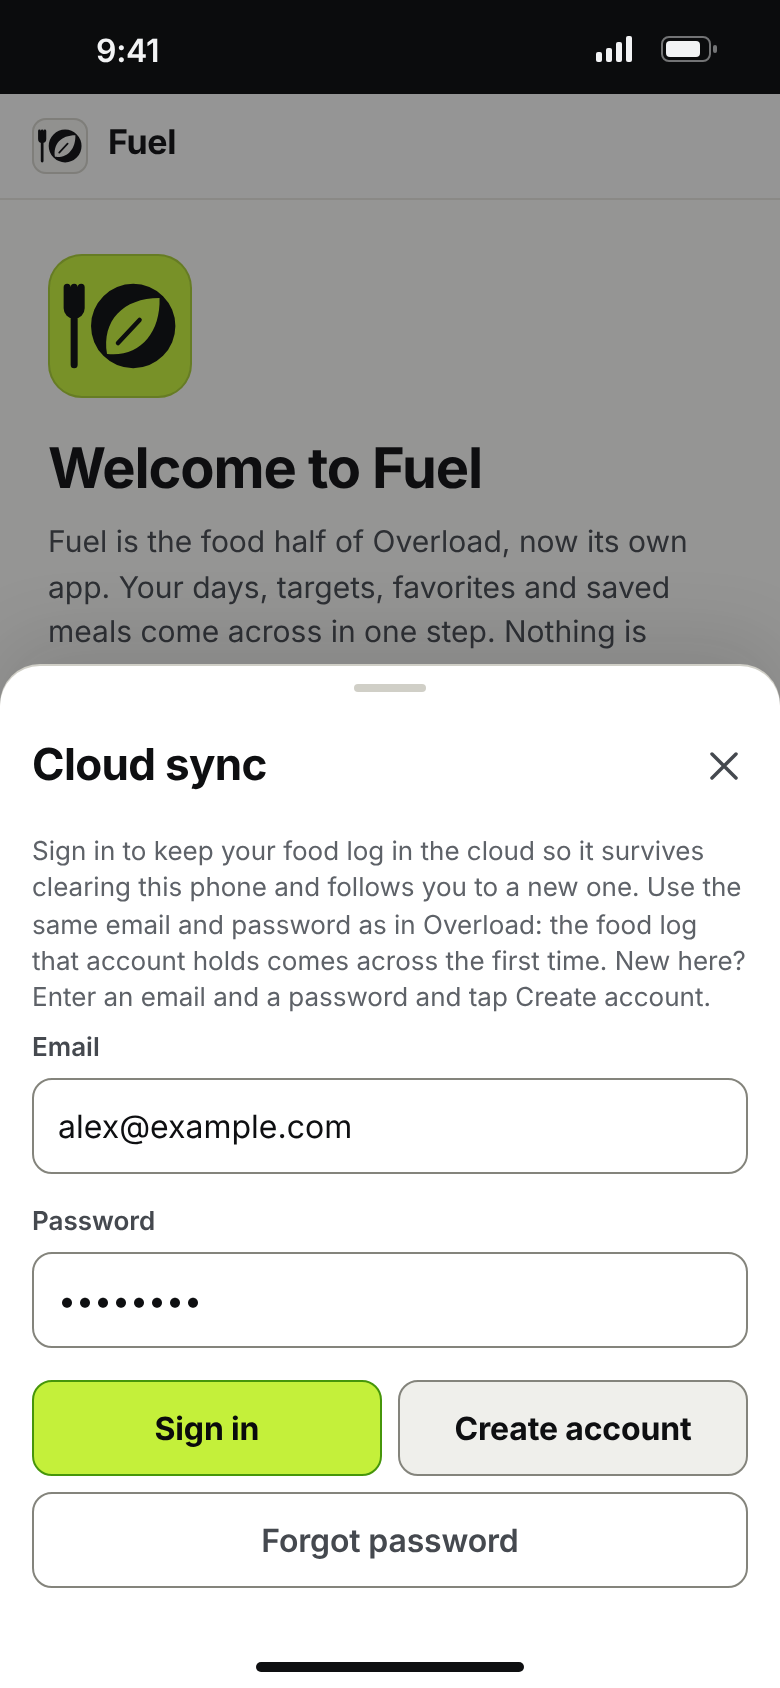 9:41
Fuel
Welcome to Fuel
Fuel is the food half of Overload, now its own
app. Your days, targets, favorites and saved
meals come across in one step. Nothing is
Cloud sync
Sign in to keep your food log in the cloud so it survives
clearing this phone and follows you to a new one. Use the
same email and password as in Overload: the food log
that account holds comes across the first time. New here?
Enter an email and a password and tap Create account.
Email
alex@example.com
Password
••••••••
Sign in
Create account
Forgot password